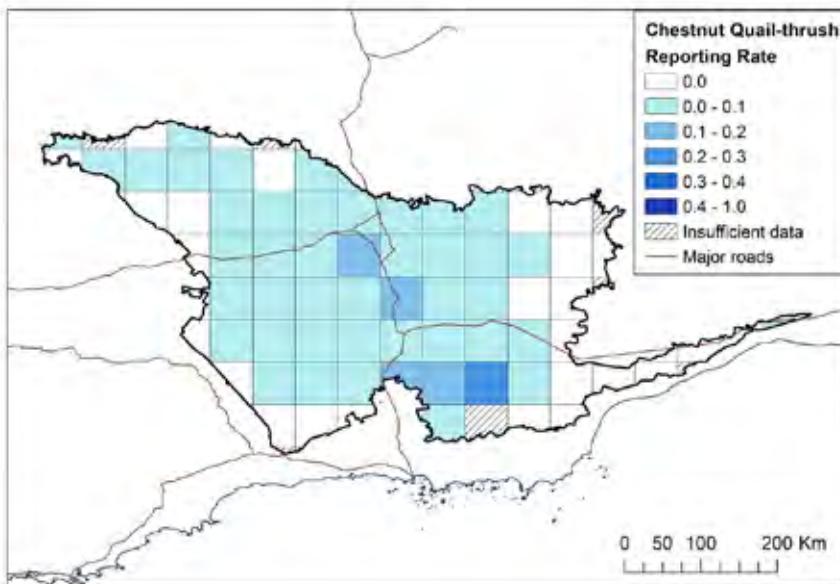 Chestnut Quail-thrush
Reporting Rate
0.0
0.0 - 0.1
0.1 - 0.2
0.2 - 0.3
0.3 - 0.4
0.4 - 1.0
Insufficient data
Major roads
0 50 100 200 Km